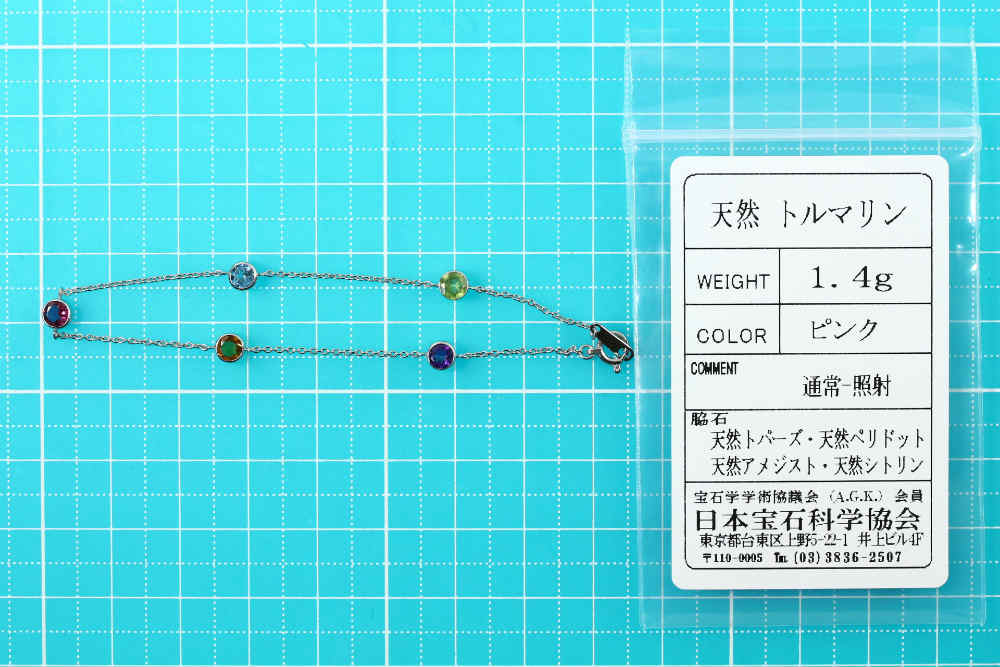 天然 トルマリン
WEIGHT 1.4g
COLOR ピンク
COMMENT
通常-照射
脇石
天然トパーズ・天然ペリドット
天然アメジスト・天然シトリン
宝石学学術協議会 (A.G.K.) 会員
日本宝石科学協会
東京都台東区上野5-22-1 井上ビル4F
〒110-0005 TEL (03)3836-2507